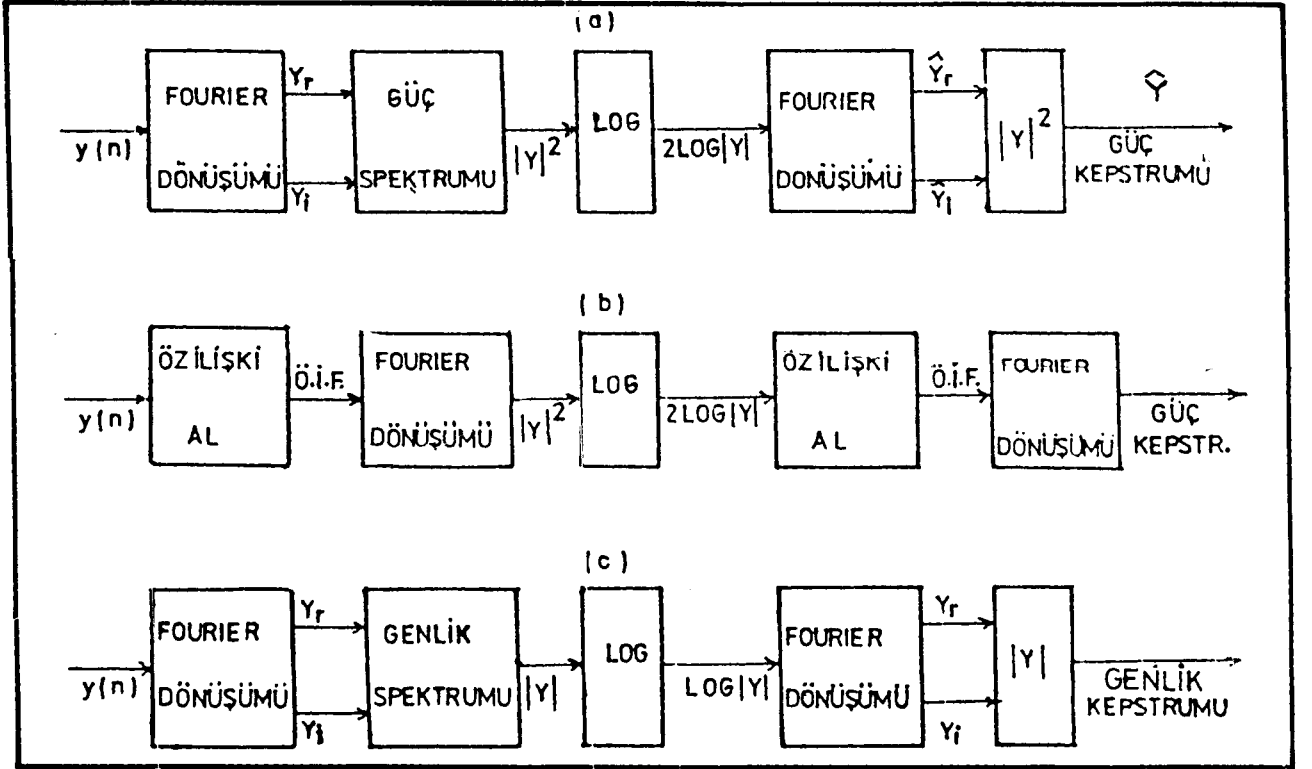 (a)
y(n)
FOURIER
DÖNÜŞÜMÜ
Yr
Yi
GÜÇ
SPEKTRUMU
|Y|²
LOG
2LOG|Y|
FOURIER
DONÜŞÜMÜ
Ŷr
Ŷi
|Y|²
Ŷ
GÜÇ
KEPSTRUMÜ
(b)
y(n)
ÖZİLİŞKİ
AL
Ö.İ.F.
FOURIER
DÖNÜŞÜMÜ
|Y|²
LOG
2LOG|Y|
ÖZİLİŞKİ
AL
Ö.İ.F.
FOURIER
DÖNÜŞÜMÜ
GÜÇ
KEPSTR.
(c)
y(n)
FOURIER
DÖNÜŞÜMÜ
Yr
Yi
GENLİK
SPEKTRUMU
|Y|
LOG
LOG|Y|
FOURIER
DÖNÜŞÜMÜ
Yr
Yi
|Y|
GENLİK
KEPSTRUMU